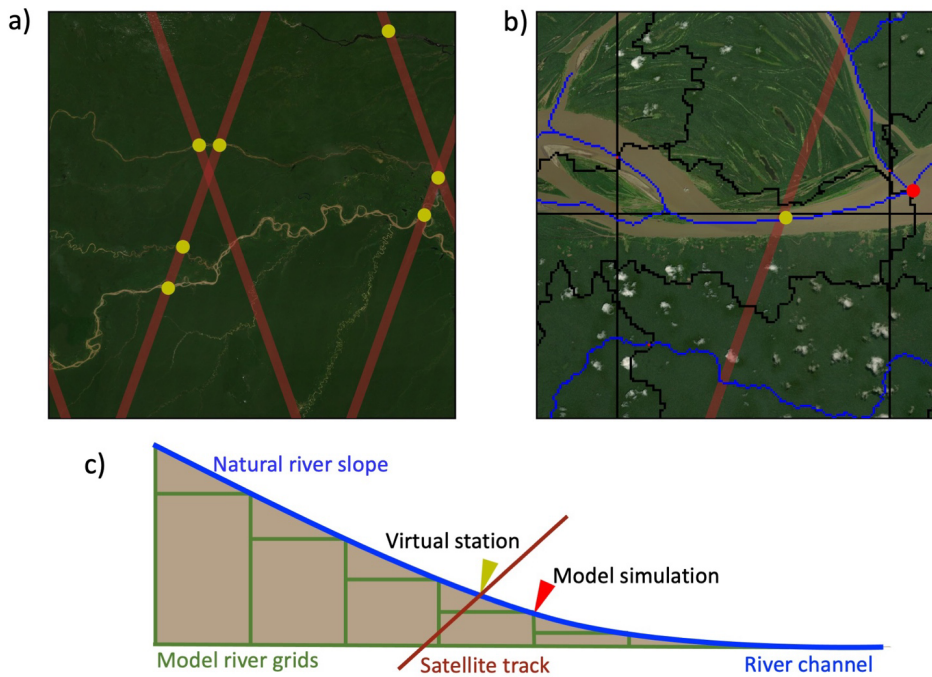 a)
b)
c)
Natural river slope
Virtual station
Model simulation
Model river grids
Satellite track
River channel